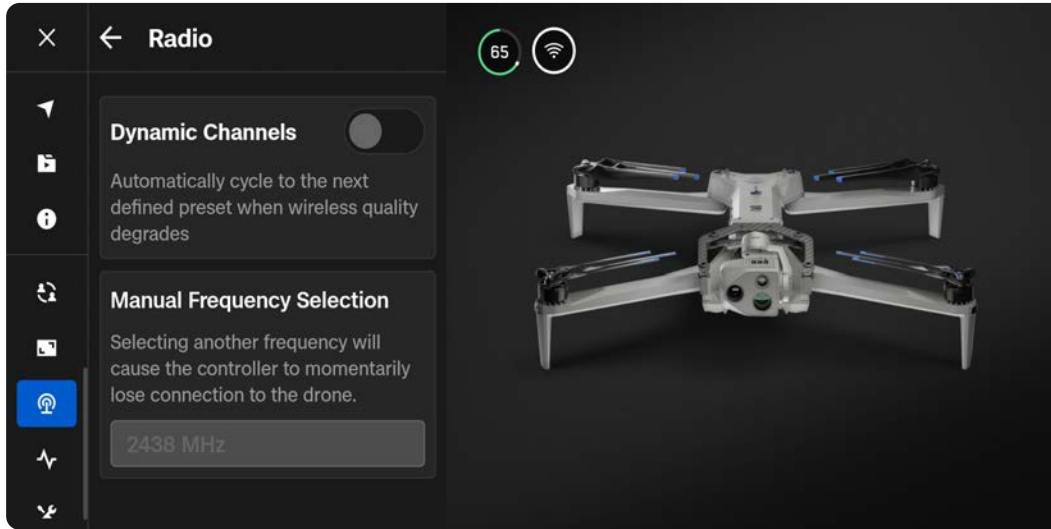 Radio
65
Dynamic Channels
Automatically cycle to the next
defined preset when wireless quality
degrades
Manual Frequency Selection
Selecting another frequency will
cause the controller to momentarily
lose connection to the drone.
2438 MHz